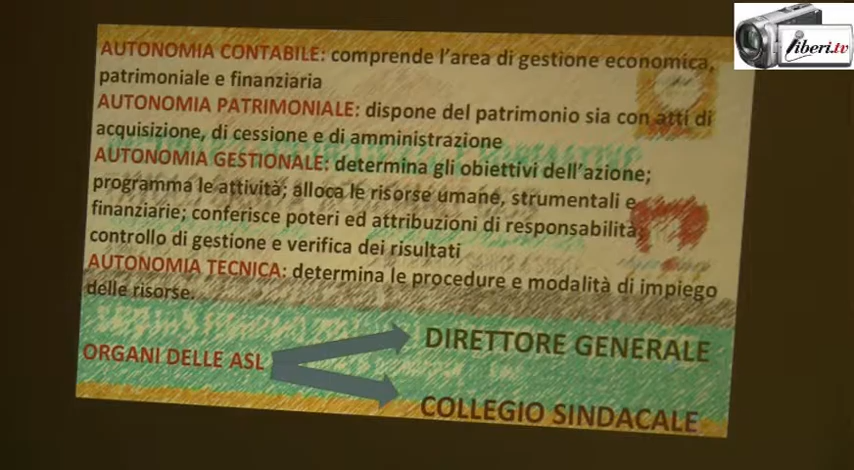 liberi.tv
AUTONOMIA CONTABILE: comprende l'area di gestione economica,
patrimoniale e finanziaria
AUTONOMIA PATRIMONIALE: dispone del patrimonio sia con atti di
acquisizione, di cessione e di amministrazione
AUTONOMIA GESTIONALE: determina gli obiettivi dell'azione;
programma le attività; alloca le risorse umane, strumentali e
finanziarie; conferisce poteri ed attribuzioni di responsabilità,
controllo di gestione e verifica dei risultati
AUTONOMIA TECNICA: determina le procedure e modalità di impiego
delle risorse.
DIRETTORE GENERALE
ORGANI DELLE ASL
COLLEGIO SINDACALE